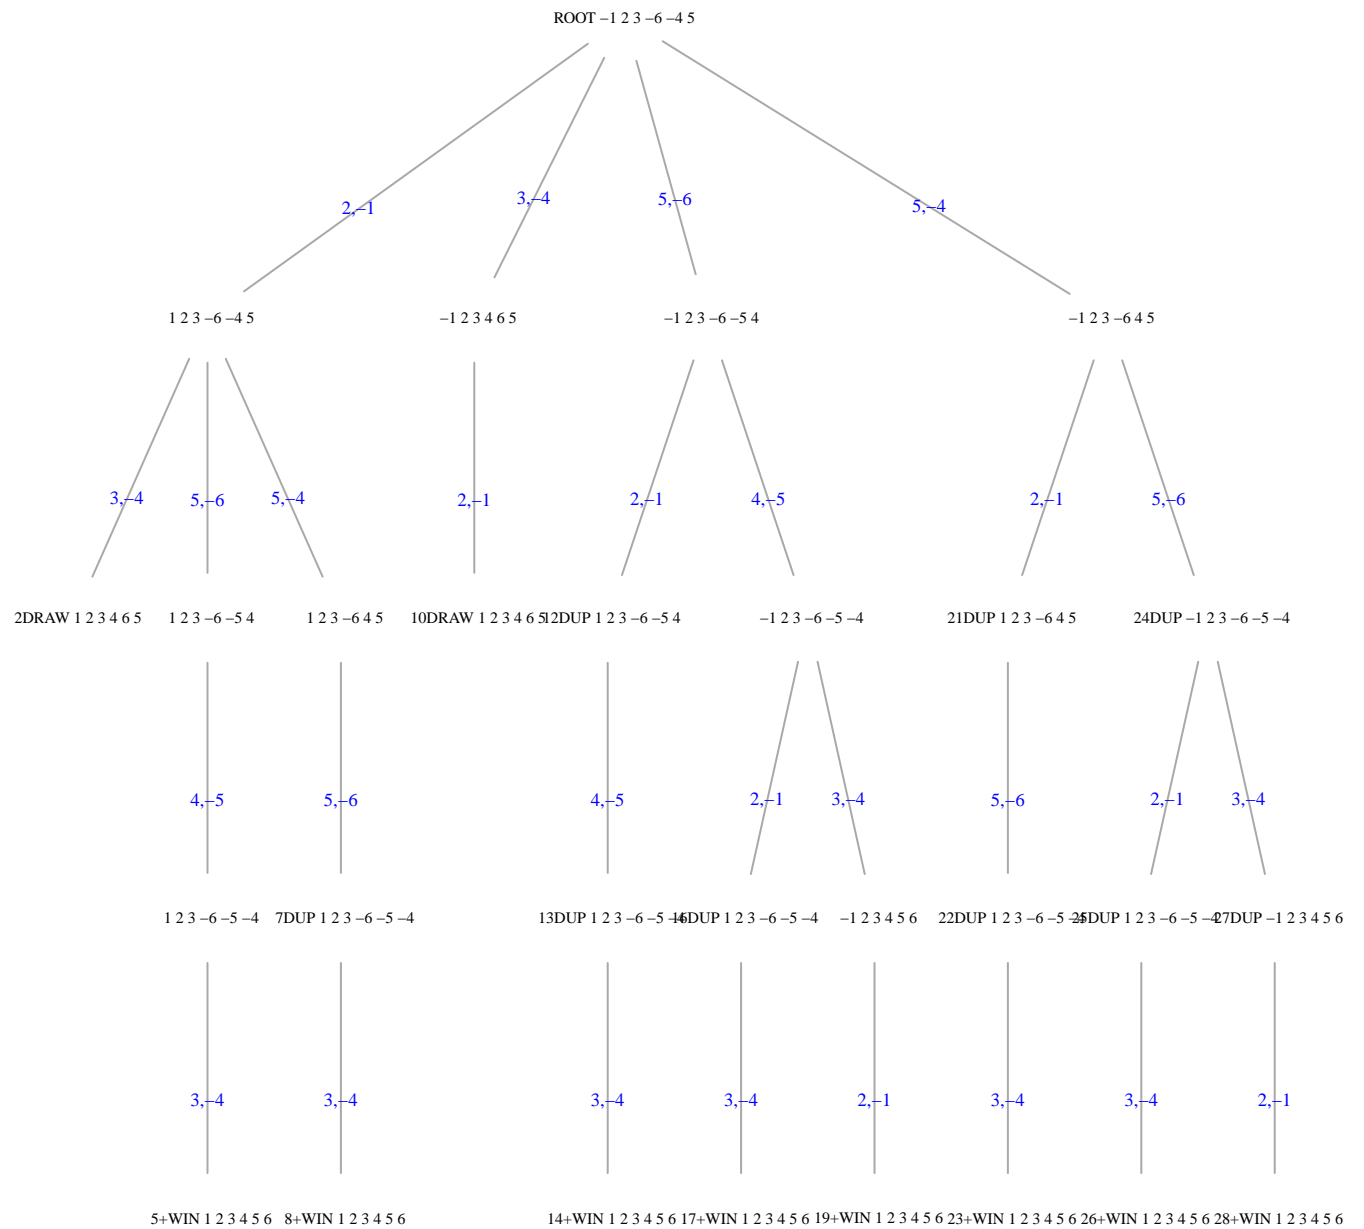 ROOT –1 2 3 –6 –4 5
2,–1
3,–4
5,–6
5,–4
1 2 3 –6 –4 5
–1 2 3 4 6 5
–1 2 3 –6 –5 4
–1 2 3 –6 4 5
3,–4
5,–6
5,–4
2,–1
2,–1
4,–5
2,–1
5,–6
2DRAW 1 2 3 4 6 5
1 2 3 –6 –5 4
1 2 3 –6 4 5
10DRAW 1 2 3 4 6 5
12DUP 1 2 3 –6 –5 4
–1 2 3 –6 –5 –4
21DUP 1 2 3 –6 4 5
24DUP –1 2 3 –6 –5 –4
4,–5
5,–6
4,–5
2,–1
3,–4
5,–6
2,–1
3,–4
1 2 3 –6 –5 –4
7DUP 1 2 3 –6 –5 –4
13DUP 1 2 3 –6 –5 –4
16DUP 1 2 3 –6 –5 –4
–1 2 3 4 5 6
22DUP 1 2 3 –6 –5 –4
25DUP 1 2 3 –6 –5 –4
27DUP –1 2 3 4 5 6
3,–4
3,–4
3,–4
3,–4
2,–1
3,–4
3,–4
2,–1
5+WIN 1 2 3 4 5 6
8+WIN 1 2 3 4 5 6
14+WIN 1 2 3 4 5 6
17+WIN 1 2 3 4 5 6
19+WIN 1 2 3 4 5 6
23+WIN 1 2 3 4 5 6
26+WIN 1 2 3 4 5 6
28+WIN 1 2 3 4 5 6